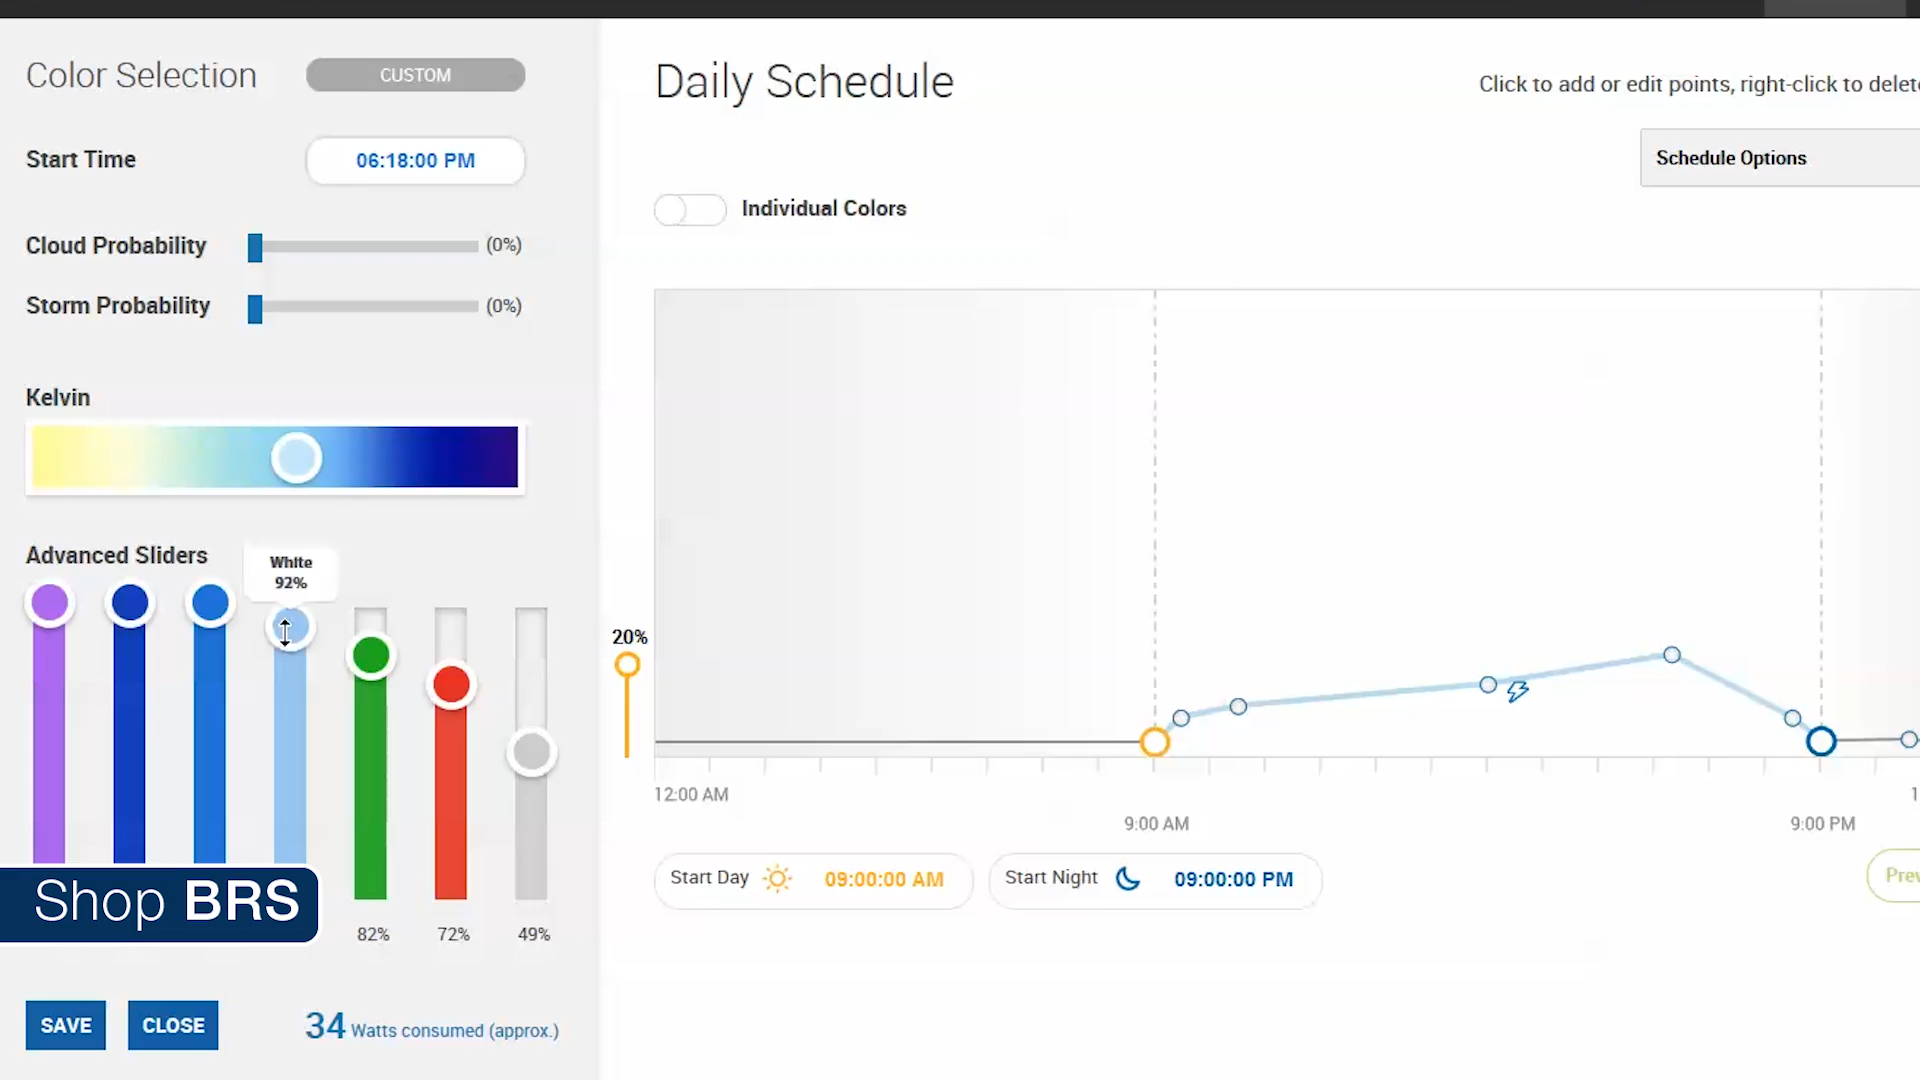 Color Selection
CUSTOM
Start Time
06:18:00 PM
Cloud Probability
(0%)
Storm Probability
(0%)
Kelvin
Advanced Sliders
White
92%
82%
72%
49%
Shop BRS
SAVE
CLOSE
34 Watts consumed (approx.)
Daily Schedule
Click to add or edit points, right-click to delete
Schedule Options
Individual Colors
20%
12:00 AM
1
9:00 AM
9:00 PM
Start Day
09:00:00 AM
Start Night
09:00:00 PM
Prev